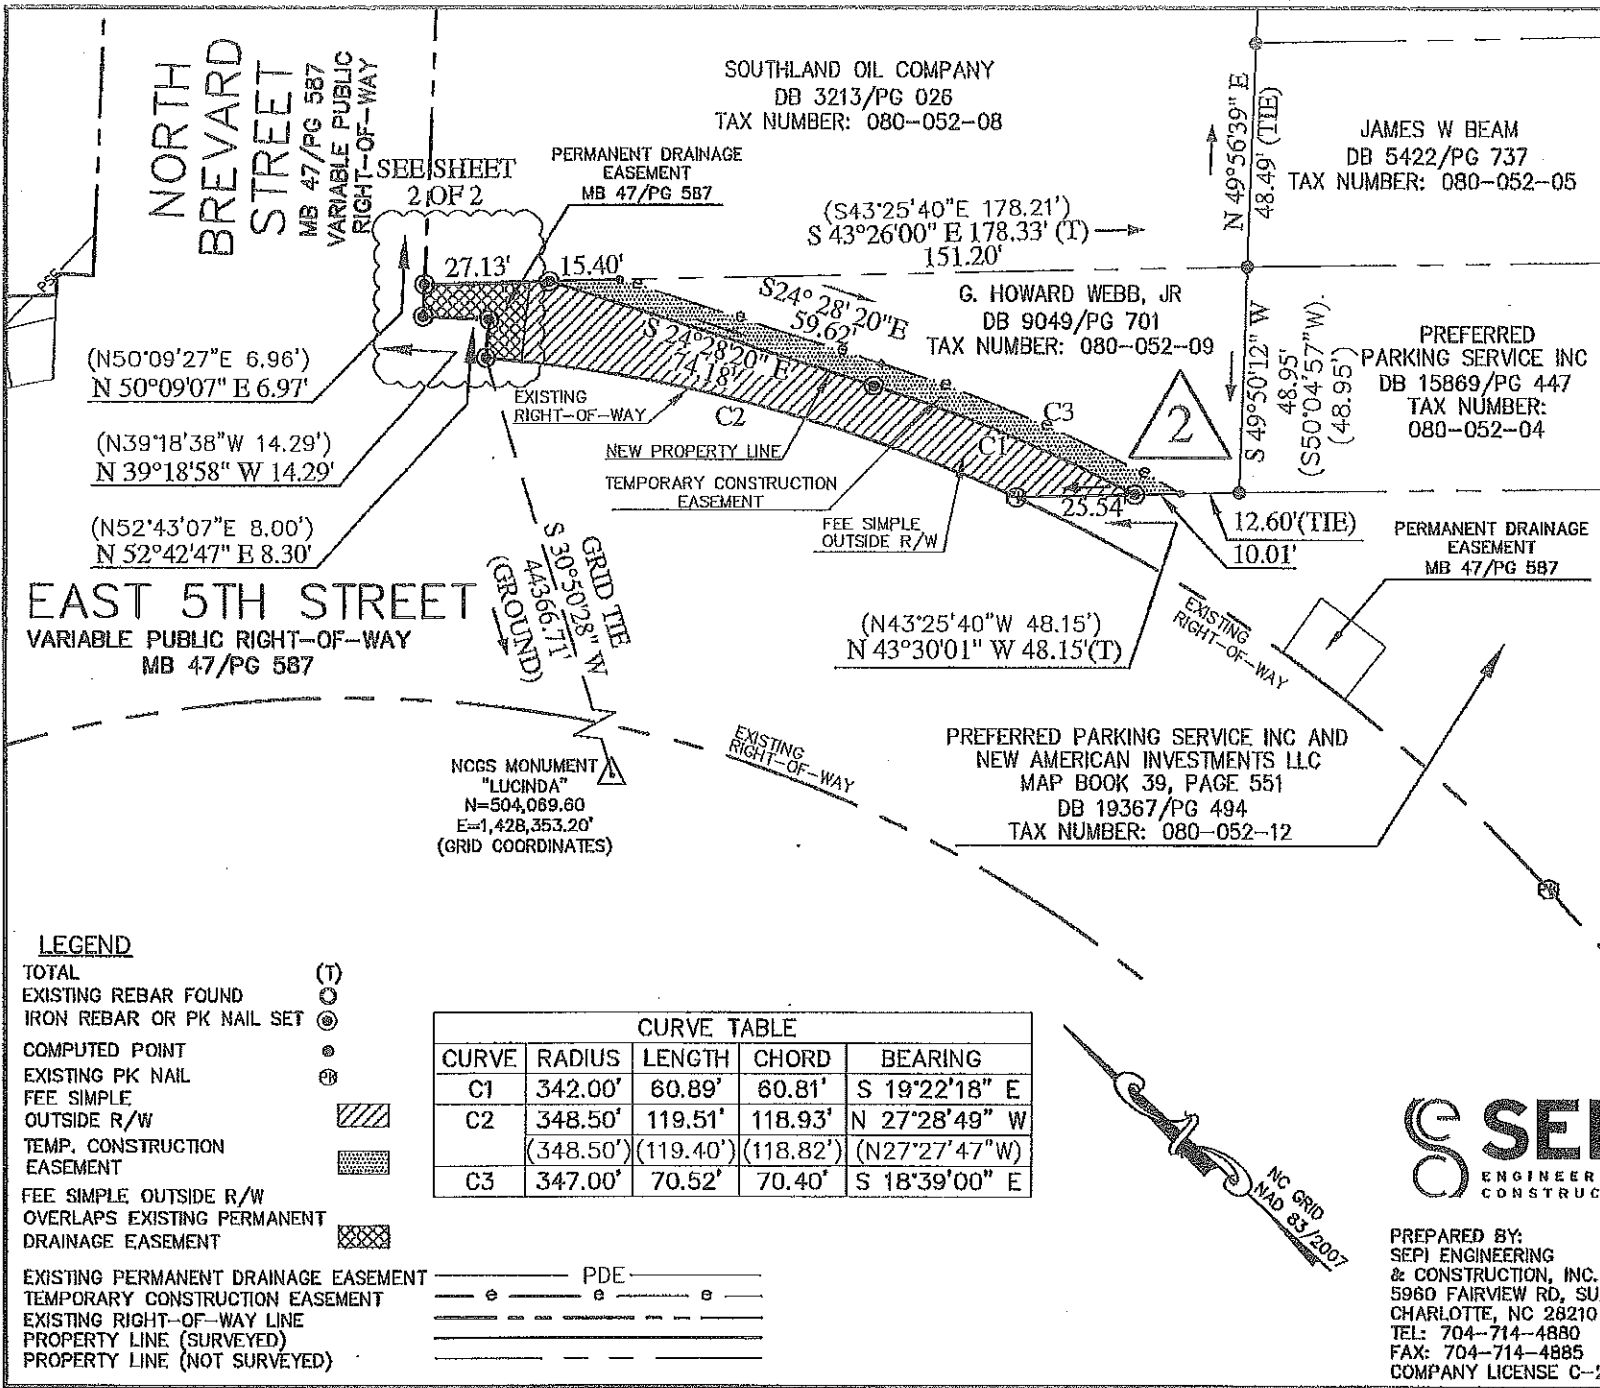 NORTH
BREVARD
STREET
MB 47/PG 587
VARIABLE PUBLIC
RIGHT-OF-WAY
SOUTHLAND OIL COMPANY
DB 3213/PG 026
TAX NUMBER: 080-052-08
N 49°56'39" E
48.49' (TIE)
JAMES W BEAM
DB 5422/PG 737
TAX NUMBER: 080-052-05
SEE SHEET
2 OF 2
PERMANENT DRAINAGE
EASEMENT
MB 47/PG 587
(S43°25'40"E 178.21')
S 43°26'00" E 178.33' (T)
151.20'
27.13'
15.40'
S24° 28' 20"E
59.62'
S 24°28'20" E
74.18'
G. HOWARD WEBB, JR
DB 9049/PG 701
TAX NUMBER: 080-052-09
S 49°50'12" W
48.95'
(S50°04'57"W).
(48.95')
PREFERRED
PARKING SERVICE INC
DB 15869/PG 447
TAX NUMBER:
080-052-04
(N50°09'27"E 6.96')
N 50°09'07" E 6.97'
(N39°18'38"W 14.29')
N 39°18'58" W 14.29'
(N52°43'07"E 8.00')
N 52°42'47" E 8.30'
EXISTING
RIGHT-OF-WAY
C2
C3
C1
2
NEW PROPERTY LINE
TEMPORARY CONSTRUCTION
EASEMENT
FEE SIMPLE
OUTSIDE R/W
25.54'
12.60'(TIE)
10.01'
PERMANENT DRAINAGE
EASEMENT
MB 47/PG 587
PSE
GRID TIE
S 30°50'28" W
44366.71'
(GROUND)
EAST 5TH STREET
VARIABLE PUBLIC RIGHT-OF-WAY
MB 47/PG 587
(N43°25'40"W 48.15')
N 43°30'01" W 48.15'(T)
EXISTING
RIGHT-OF-WAY
EXISTING
RIGHT-OF-WAY
NCGS MONUMENT
"LUCINDA"
N=504,069.60
E=1,428,353.20'
(GRID COORDINATES)
PREFERRED PARKING SERVICE INC AND
NEW AMERICAN INVESTMENTS LLC
MAP BOOK 39, PAGE 551
DB 19367/PG 494
TAX NUMBER: 080-052-12
PK
PK
LEGEND
TOTAL (T)
EXISTING REBAR FOUND
IRON REBAR OR PK NAIL SET
COMPUTED POINT
EXISTING PK NAIL PK
FEE SIMPLE
OUTSIDE R/W
TEMP. CONSTRUCTION
EASEMENT
FEE SIMPLE OUTSIDE R/W
OVERLAPS EXISTING PERMANENT
DRAINAGE EASEMENT
EXISTING PERMANENT DRAINAGE EASEMENT PDE
TEMPORARY CONSTRUCTION EASEMENT e e e
EXISTING RIGHT-OF-WAY LINE
PROPERTY LINE (SURVEYED)
PROPERTY LINE (NOT SURVEYED)
CURVE TABLE
CURVE RADIUS LENGTH CHORD BEARING
C1 342.00' 60.89' 60.81' S 19°22'18" E
C2 348.50' 119.51' 118.93' N 27°28'49" W
(348.50') (119.40') (118.82') (N27°27'47"W)
C3 347.00' 70.52' 70.40' S 18°39'00" E
NC GRID
NAD 83/2007
SEP
ENGINEER
CONSTRUC
PREPARED BY:
SEPI ENGINEERING
& CONSTRUCTION, INC.
5960 FAIRVIEW RD, SU
CHARLOTTE, NC 28210
TEL: 704-714-4880
FAX: 704-714-4885
COMPANY LICENSE C-2